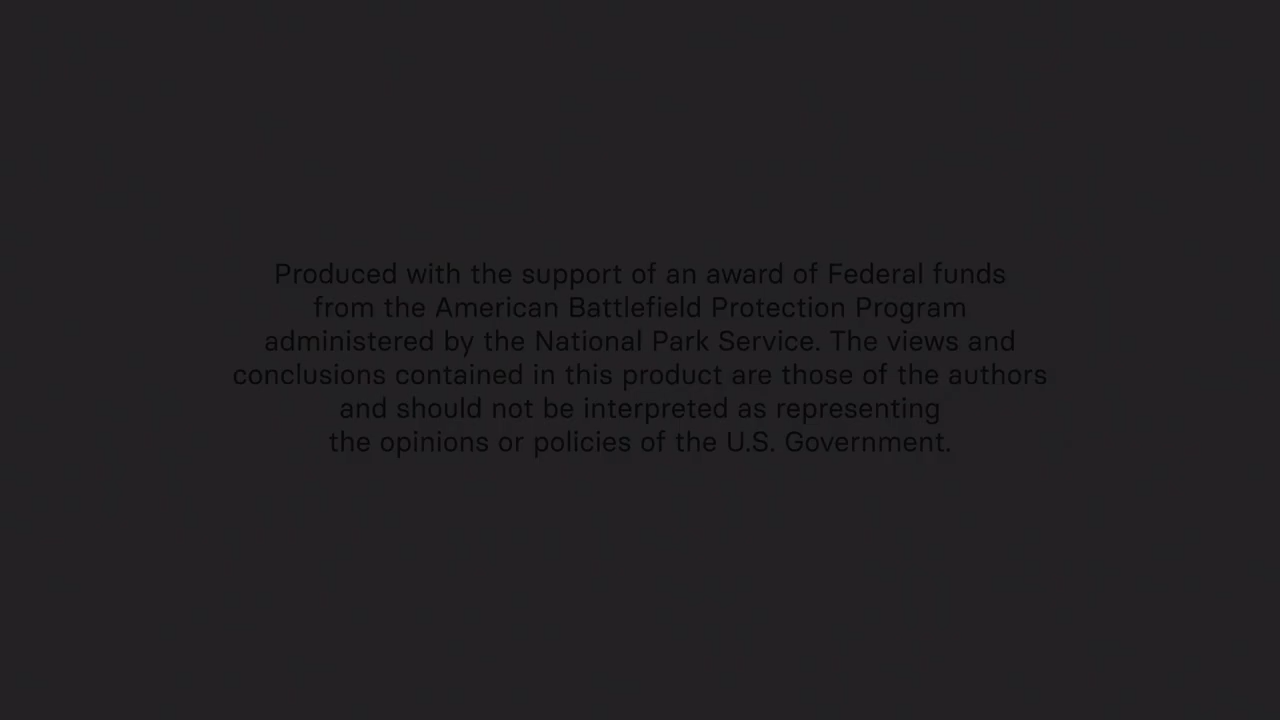 Produced with the support of an award of Federal funds
from the American Battlefield Protection Program
administered by the National Park Service. The views and
conclusions contained in this product are those of the authors
and should not be interpreted as representing
the opinions or policies of the U.S. Government.